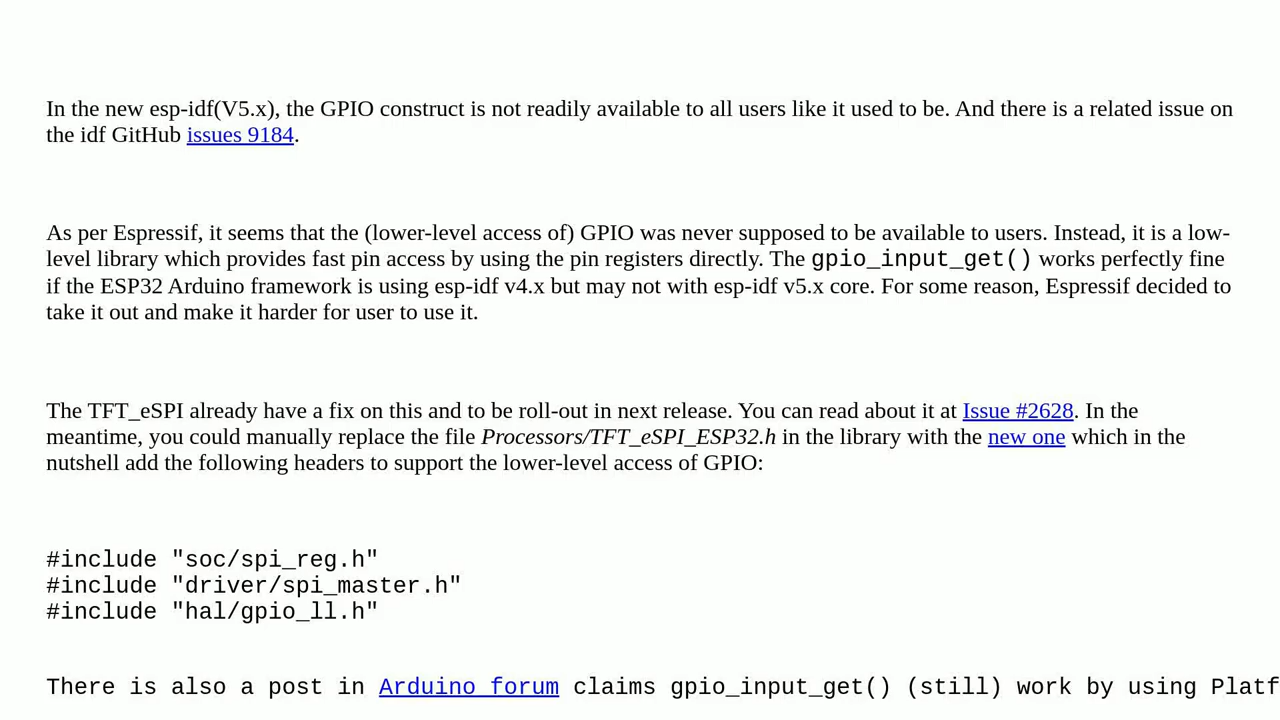 In the new esp-idf(V5.x), the GPIO construct is not readily available to all users like it used to be. And there is a related issue on
the idf GitHub issues 9184.
As per Espressif, it seems that the (lower-level access of) GPIO was never supposed to be available to users. Instead, it is a low-
level library which provides fast pin access by using the pin registers directly. The gpio_input_get() works perfectly fine
if the ESP32 Arduino framework is using esp-idf v4.x but may not with esp-idf v5.x core. For some reason, Espressif decided to
take it out and make it harder for user to use it.
The TFT_eSPI already have a fix on this and to be roll-out in next release. You can read about it at Issue #2628. In the
meantime, you could manually replace the file Processors/TFT_eSPI_ESP32.h in the library with the new one which in the
nutshell add the following headers to support the lower-level access of GPIO:
#include "soc/spi_reg.h"
#include "driver/spi_master.h"
#include "hal/gpio_ll.h"
There is also a post in Arduino forum claims gpio_input_get() (still) work by using